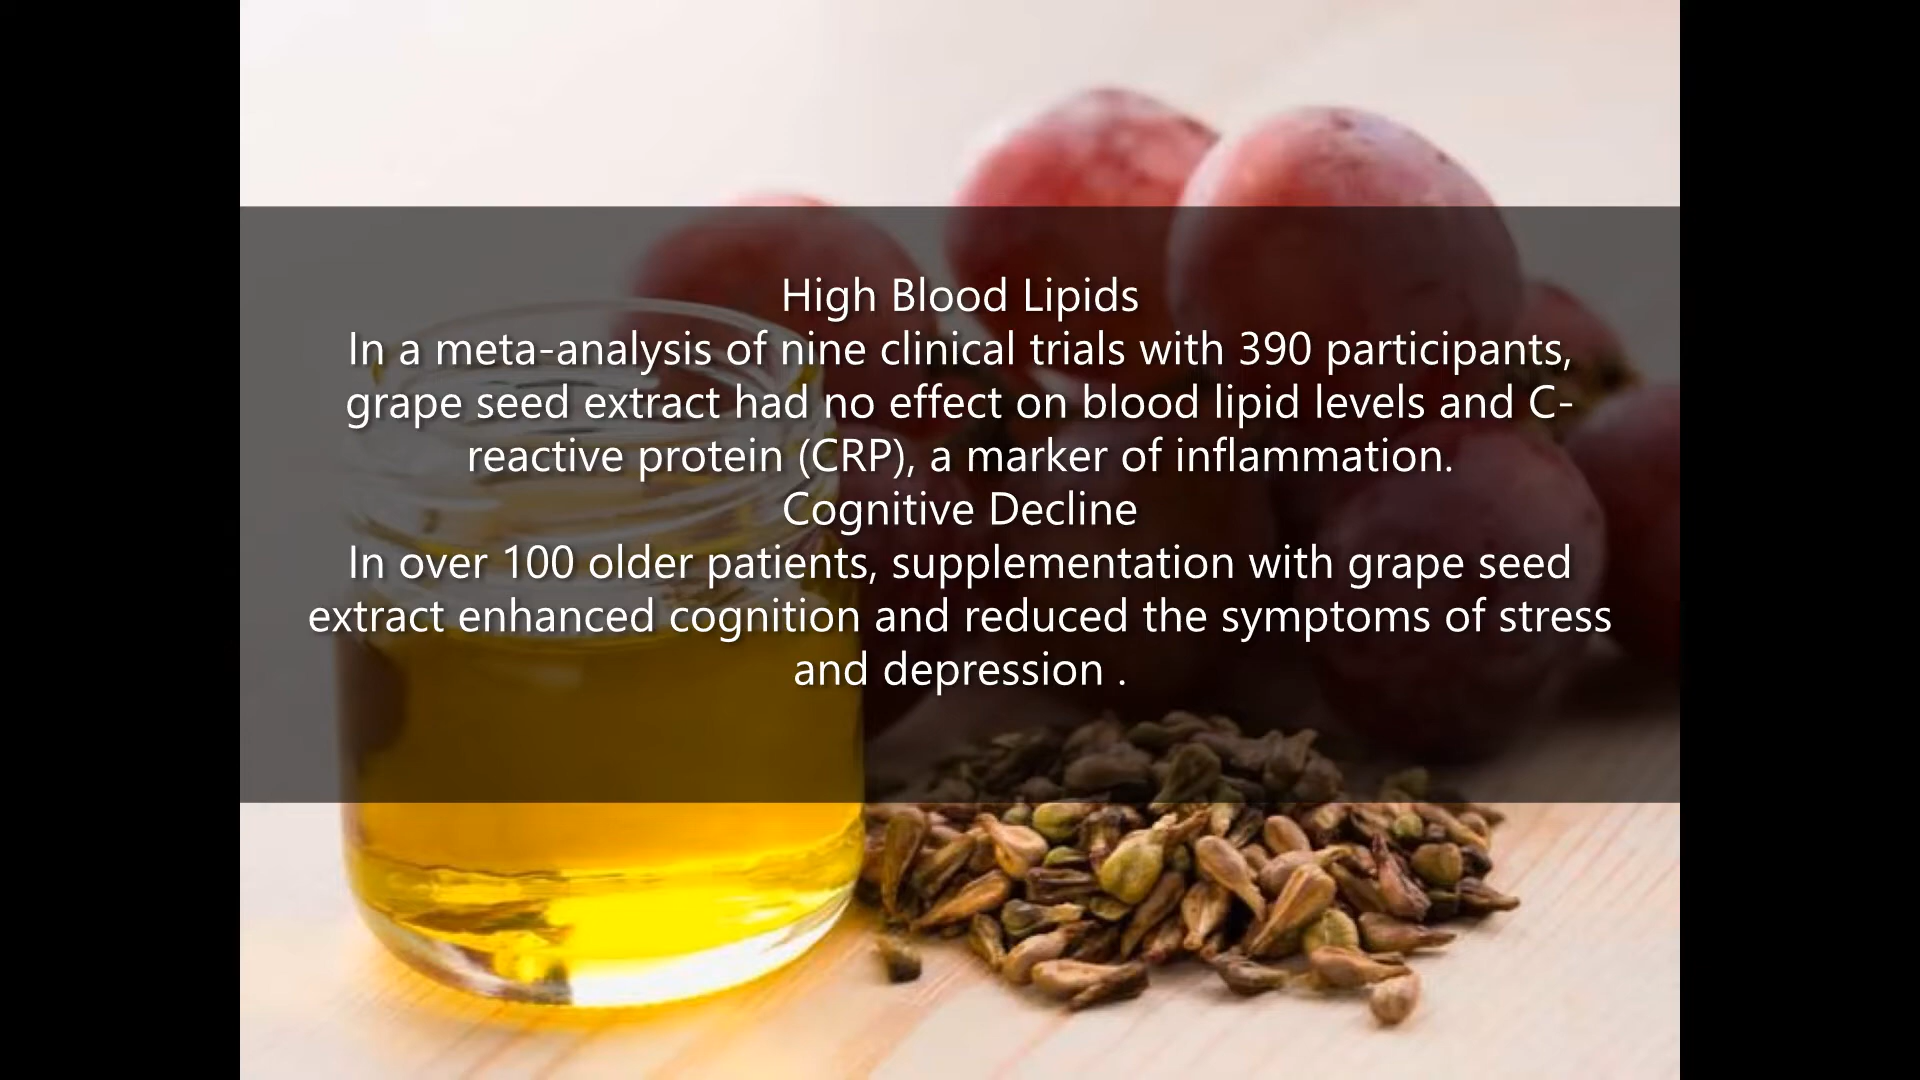 High Blood Lipids
In a meta-analysis of nine clinical trials with 390 participants,
grape seed extract had no effect on blood lipid levels and C-
reactive protein (CRP), a marker of inflammation.
Cognitive Decline
In over 100 older patients, supplementation with grape seed
extract enhanced cognition and reduced the symptoms of stress
and depression .